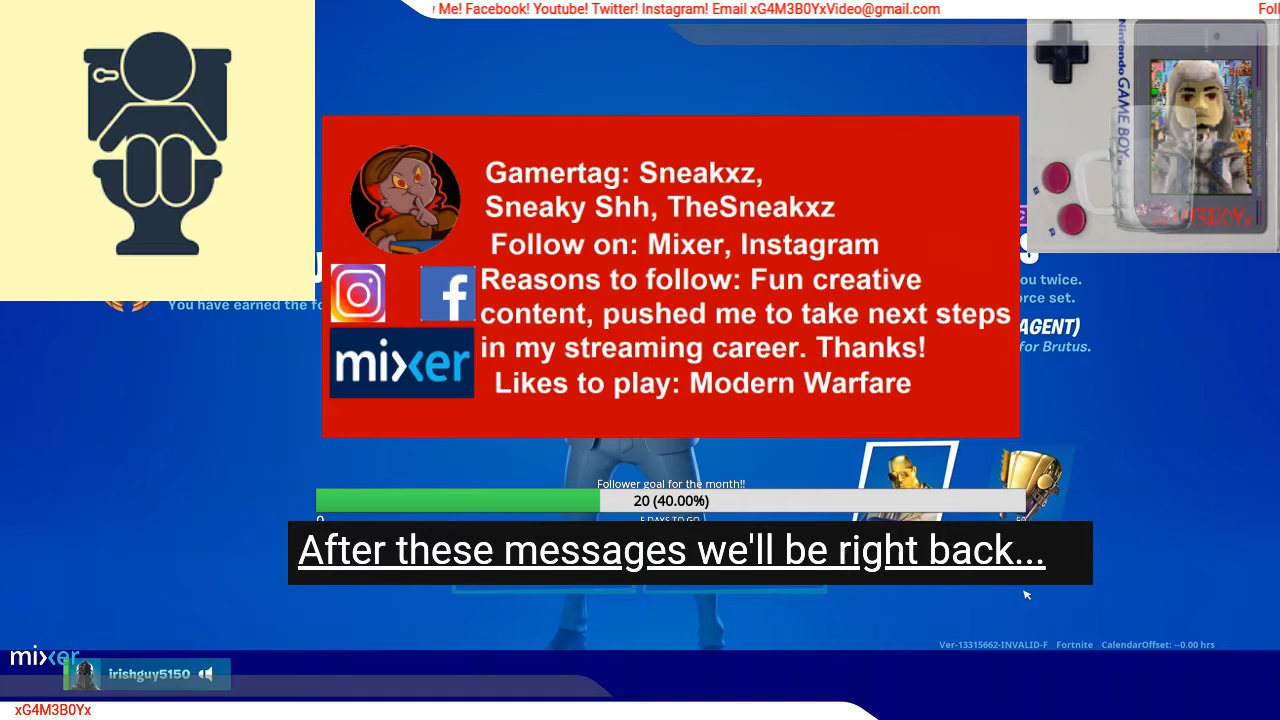 Me! Facebook! Youtube! Twitter! Instagram! Email xG4M3B0YxVideo@gmail.com
Nintendo GAME BOY
Gamertag: Sneakxz,
Sneaky Shh, TheSneakxz
Follow on: Mixer, Instagram
Reasons to follow: Fun creative
content, pushed me to take next steps
in my streaming career. Thanks!
Likes to play: Modern Warfare
mixer
You have earned the
you twice.
set.
AGENT)
for Brutus.
Follower goal for the month!!
20 (40.00%)
0
50
5 DAYS TO GO
After these messages we'll be right back...
Ver-13315662-INVALID-F Fortnite CalendarOffset: --0.00 hrs
mixer
irishguy5150
xG4M3B0Yx